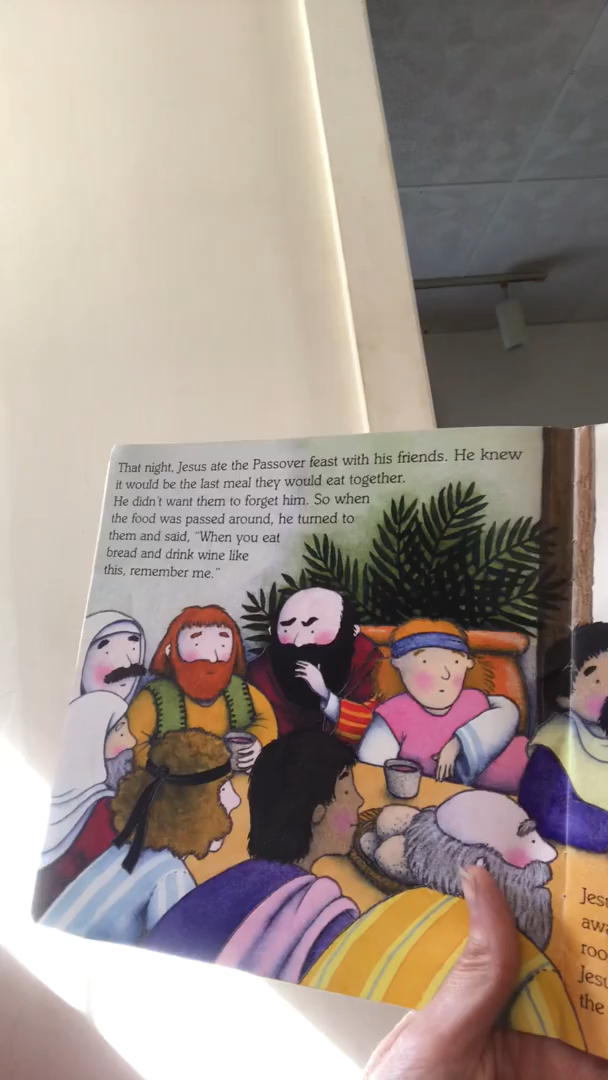 That night, Jesus ate the Passover feast with his friends. He knew
it would be the last meal they would eat together.
He didn't want them to forget him. So when
the food was passed around, he turned to
them and said, "When you eat
bread and drink wine like
this, remember me."
the